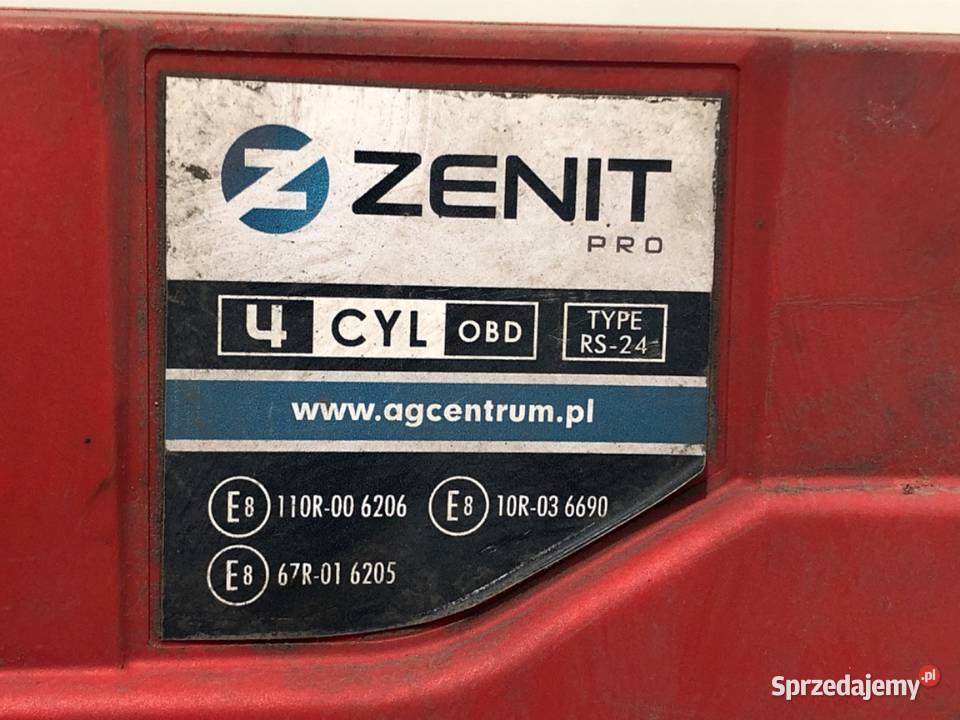 Z ZENIT
PRO
4 CYL OBD
TYPE
RS-24
www.agcentrum.pl
E8 110R-00 6206 E8 10R-03 6690
E8 67R-01 6205
Sprzedajemy.pl